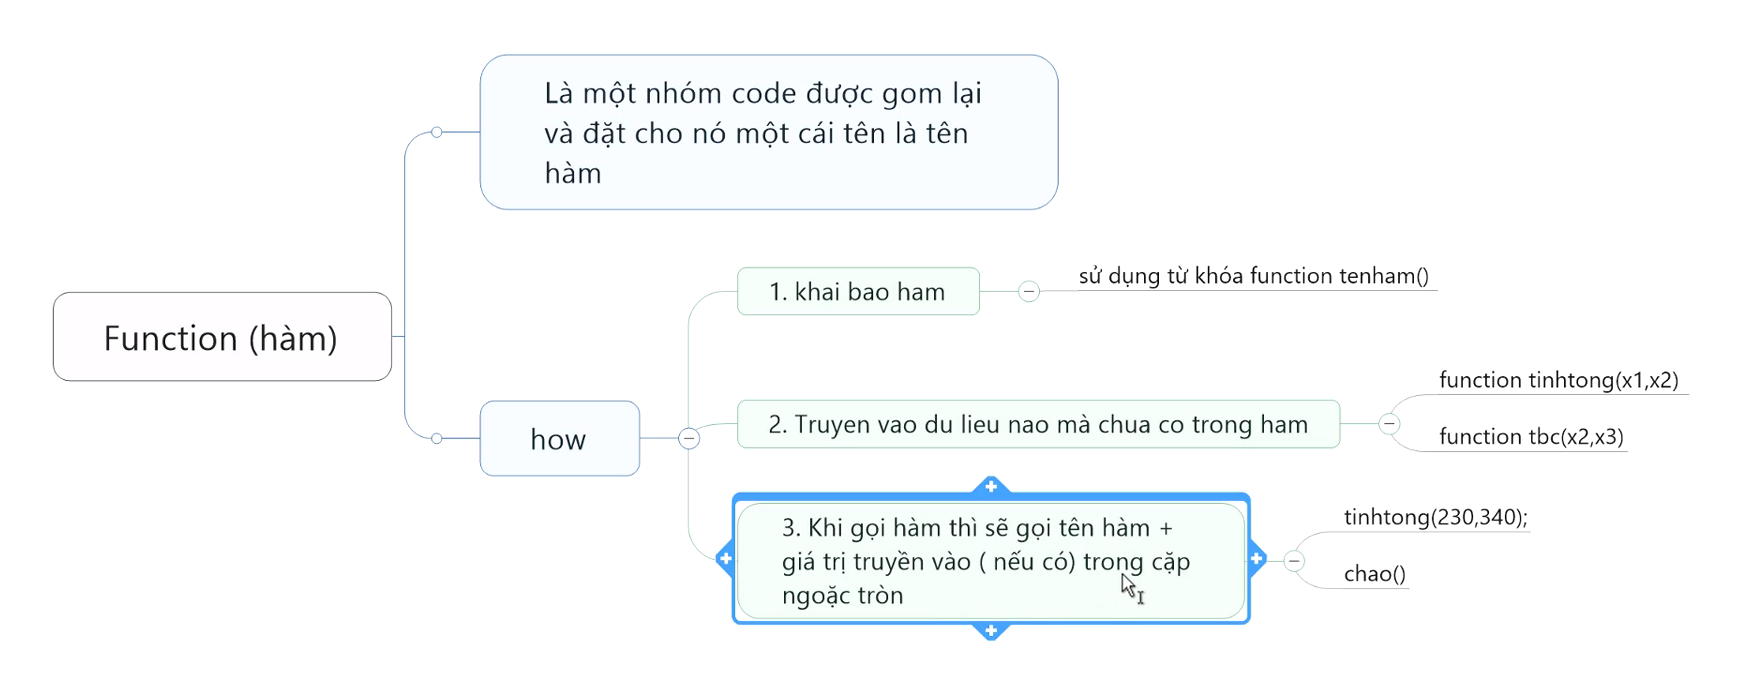 Là một nhóm code được gom lại
và đặt cho nó một cái tên là tên
hàm
Function (hàm)
how
1. khai bao ham
sử dụng từ khóa function tenham()
2. Truyen vao du lieu nao mà chua co trong ham
function tinhtong(x1,x2)
function tbc(x2,x3)
3. Khi gọi hàm thì sẽ gọi tên hàm +
giá trị truyền vào ( nếu có) trong cặp
ngoặc tròn
tinhtong(230,340);
chao()